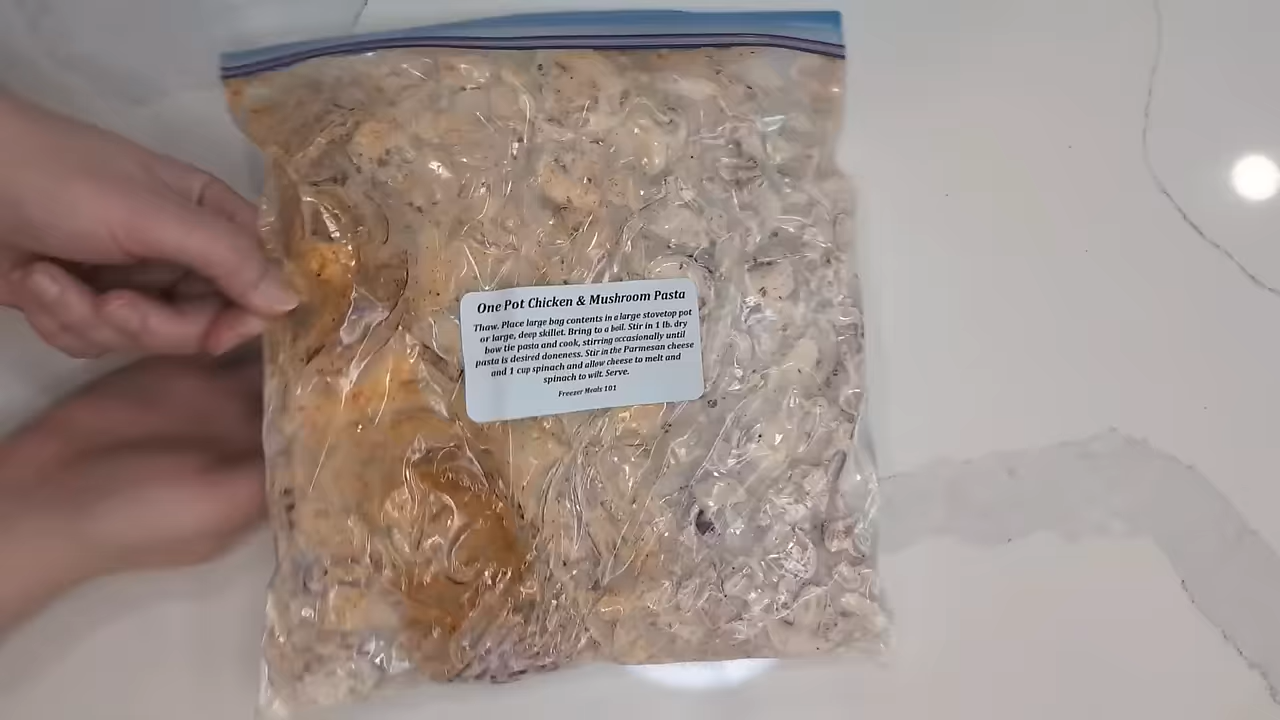 One Pot Chicken & Mushroom Pasta
Thaw. Place large bag contents in a large stovetop pot
or large, deep skillet. Bring to a boil. Stir in 1 lb. dry
bow tie pasta and cook, stirring occasionally until
pasta is desired doneness. Stir in the Parmesan cheese
and 1 cup spinach and allow cheese to melt and
spinach to wilt. Serve.
Freezer Meals 101